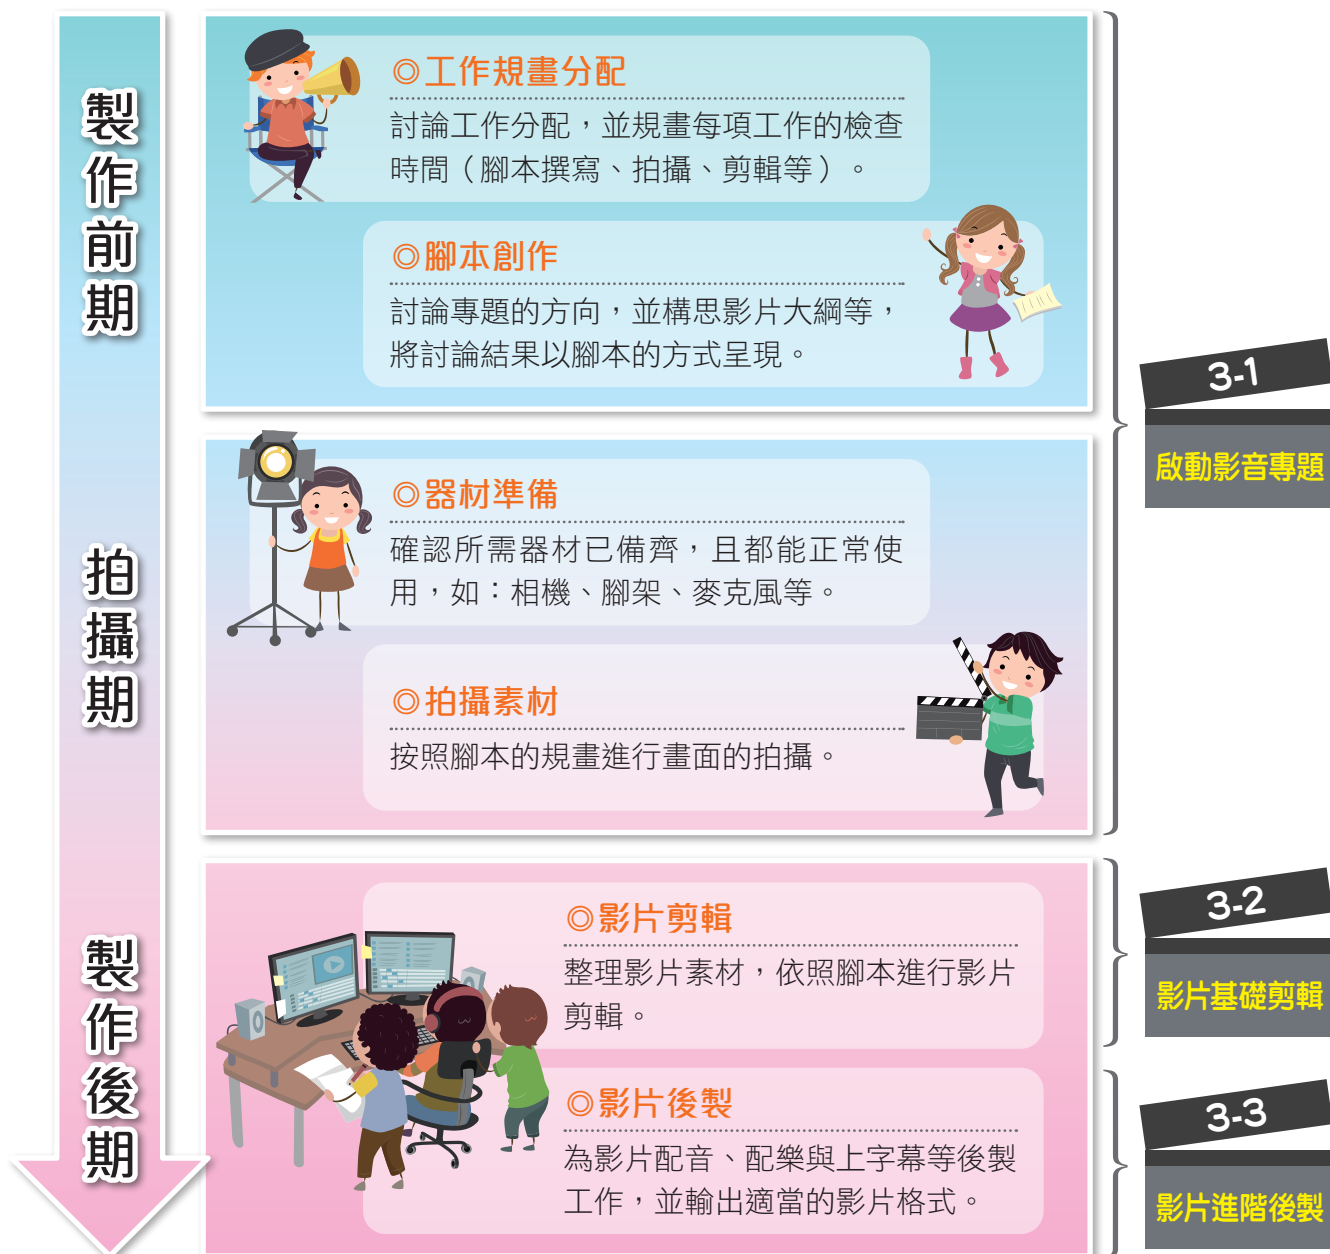 製作前期
◎工作規畫分配
討論工作分配，並規畫每項工作的檢查
時間（腳本撰寫、拍攝、剪輯等）。
◎腳本創作
討論專題的方向，並構思影片大綱等，
將討論結果以腳本的方式呈現。
3-1
啟動影音專題
拍攝期
◎器材準備
確認所需器材已備齊，且都能正常使
用，如：相機、腳架、麥克風等。
◎拍攝素材
按照腳本的規畫進行畫面的拍攝。
製作後期
◎影片剪輯
整理影片素材，依照腳本進行影片
剪輯。
3-2
影片基礎剪輯
◎影片後製
為影片配音、配樂與上字幕等後製
工作，並輸出適當的影片格式。
3-3
影片進階後製